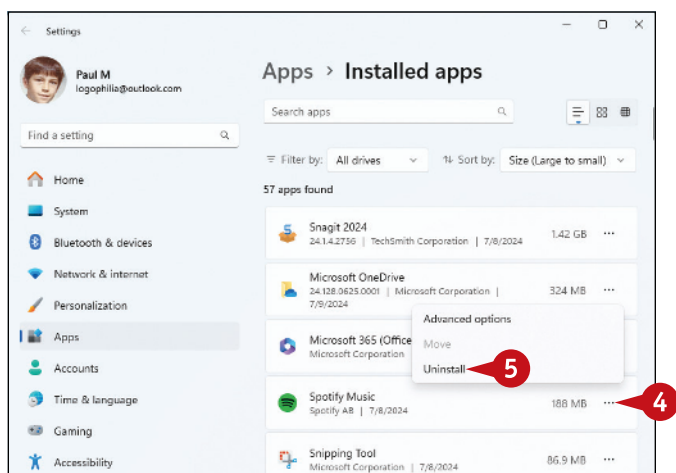 Settings
Paul M
logophilia@outlook.com
Find a setting
Home
System
Bluetooth & devices
Network & internet
Personalization
Apps
Accounts
Time & language
Gaming
Accessibility
Apps > Installed apps
Search apps
Filter by: All drives Sort by: Size (Large to small)
57 apps found
Snagit 2024
24.1.4.2756 | TechSmith Corporation | 7/8/2024
1.42 GB
Microsoft OneDrive
24.128.0625.0001 | Microsoft Corporation |
7/9/2024
324 MB
Microsoft 365 (Office
Microsoft Corporation
Advanced options
Move
Uninstall
5
Spotify Music
Spotify AB | 7/8/2024
188 MB
4
Snipping Tool
Microsoft Corporation | 7/8/2024
86.9 MB